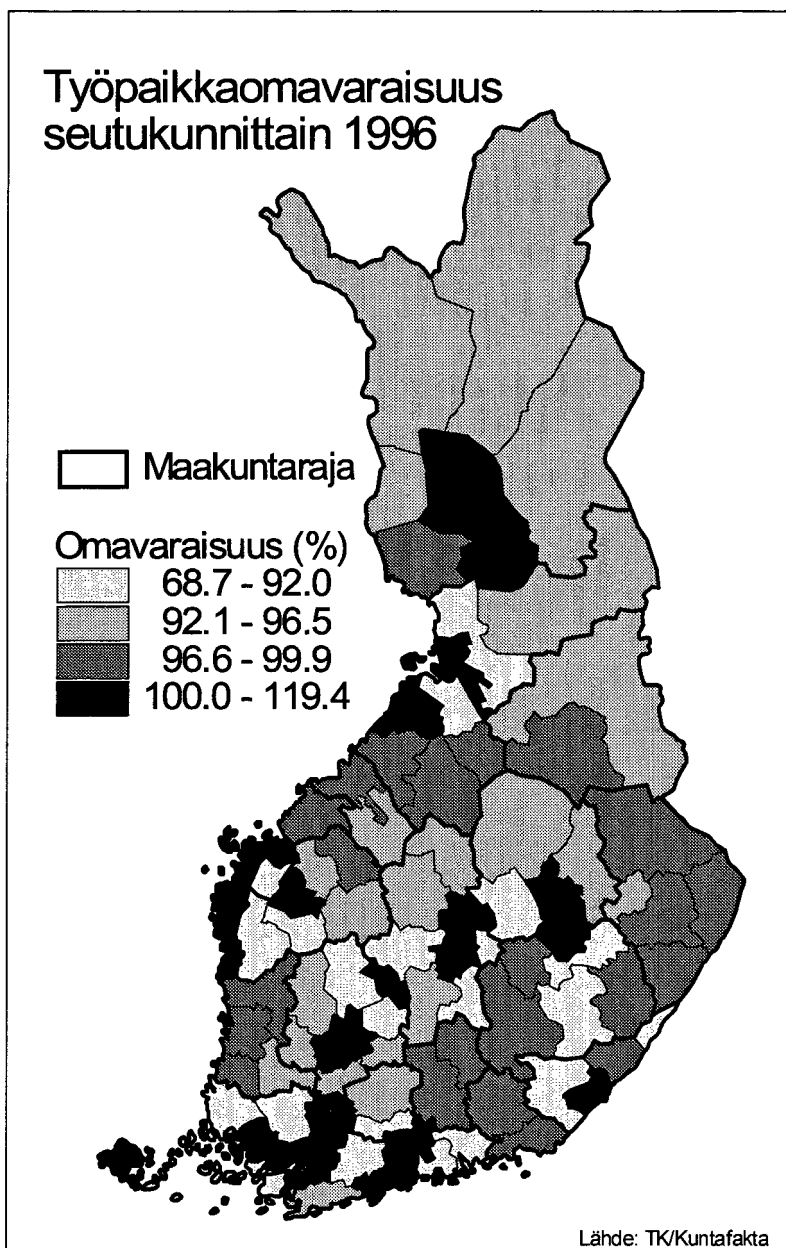 Työpaikkaomavaraisuus
seutukunnittain 1996
Maakuntaraja
Omavaraisuus (%)
68.7 - 92.0
92.1 - 96.5
96.6 - 99.9
100.0 - 119.4
Lähde: TK/Kuntafakta